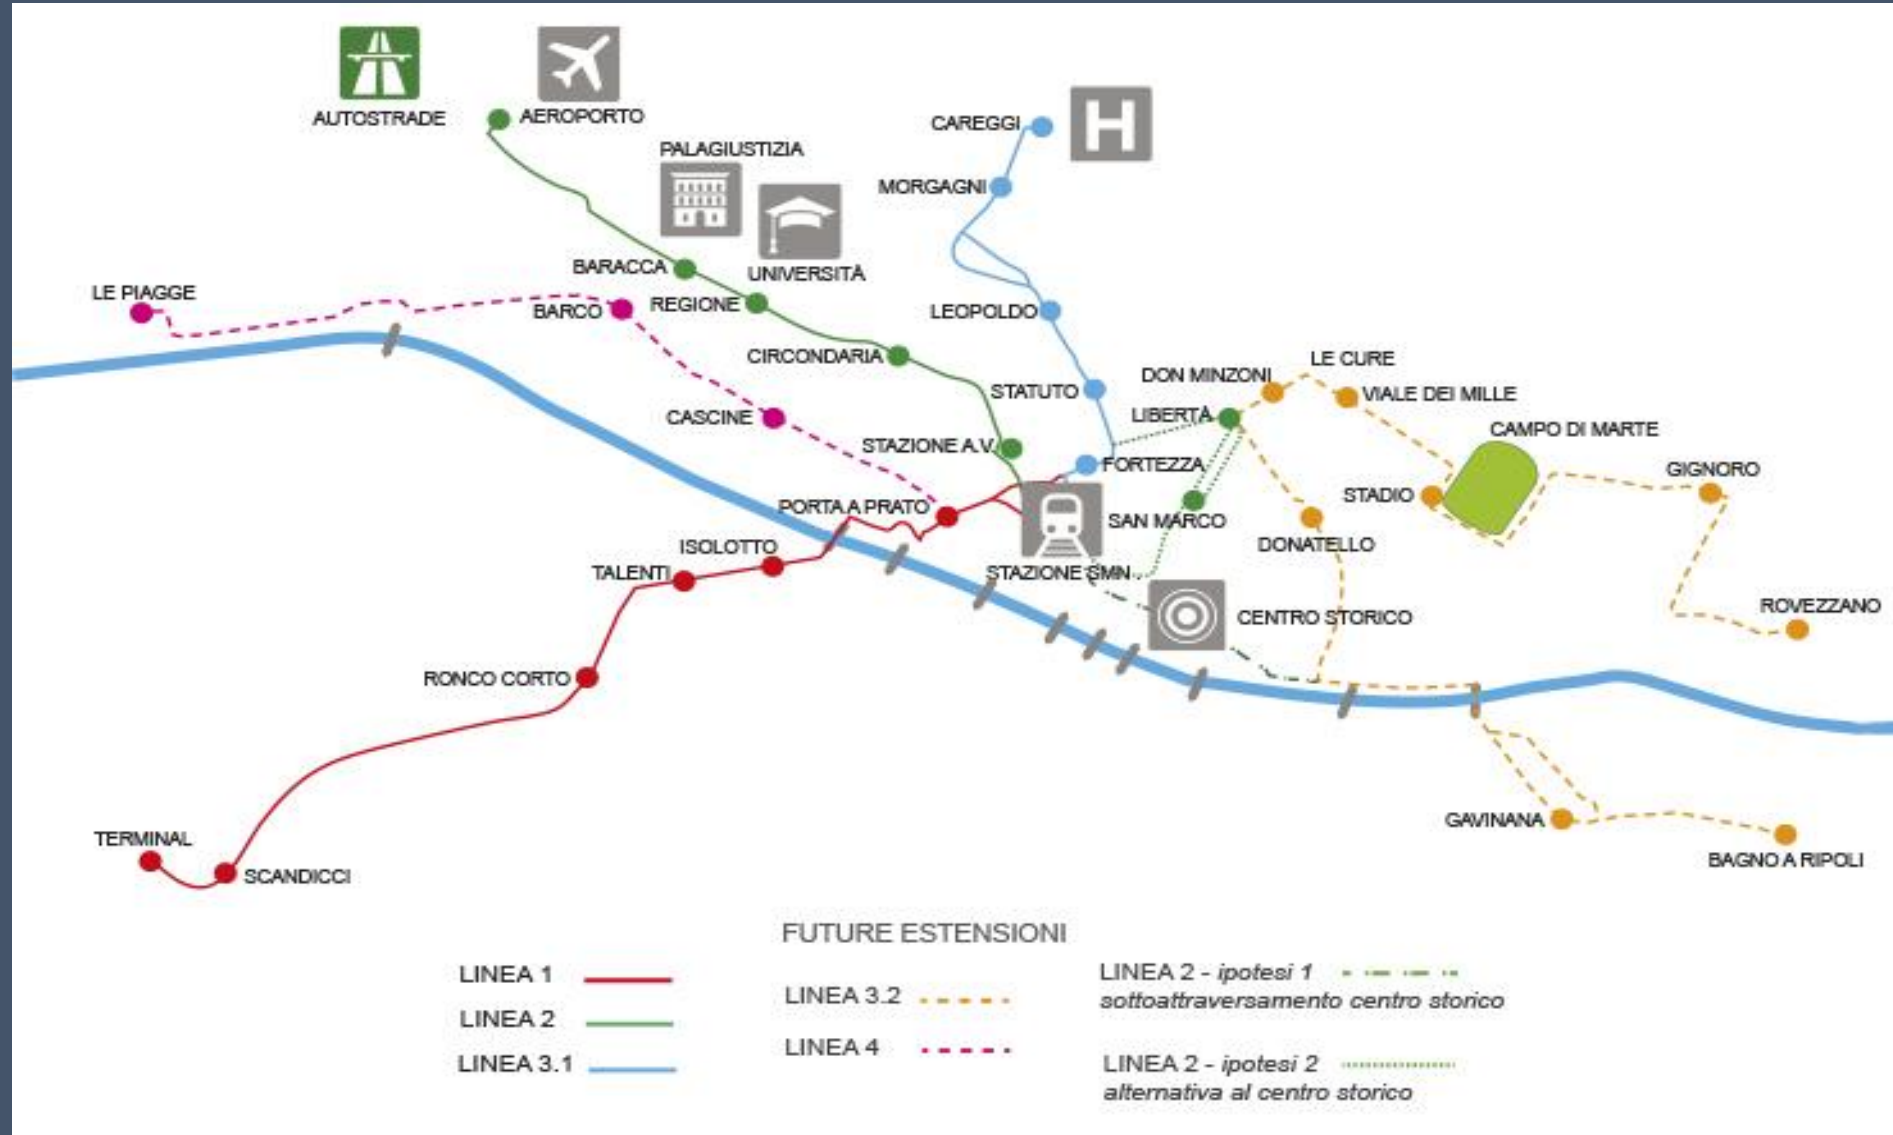 AUTOSTRADE
AEROPORTO
CAREGGI
H
PALAGIUSTIZIA
MORGAGNI
BARACCA
UNIVERSITÀ
LE PIAGGE
BARCO
REGIONE
LEOPOLDO
CIRCONDARIA
LE CURE
DON MINZONI
STATUTO
VIALE DEI MILLE
CASCINE
LIBERTÀ
CAMPO DI MARTE
STAZIONE A.V.
FORTEZZA
GIGNORO
STADIO
PORTA A PRATO
SAN MARCO
ISOLOTTO
DONATELLO
TALENTI
STAZIONE SMN
ROVEZZANO
CENTRO STORICO
RONCO CORTO
GAVINANA
TERMINAL
BAGNO A RIPOLI
SCANDICCI
LINEA 1
LINEA 2
LINEA 3.1
FUTURE ESTENSIONI
LINEA 3.2
LINEA 4
LINEA 2 - ipotesi 1
sottoattraversamento centro storico
LINEA 2 - ipotesi 2
alternativa al centro storico